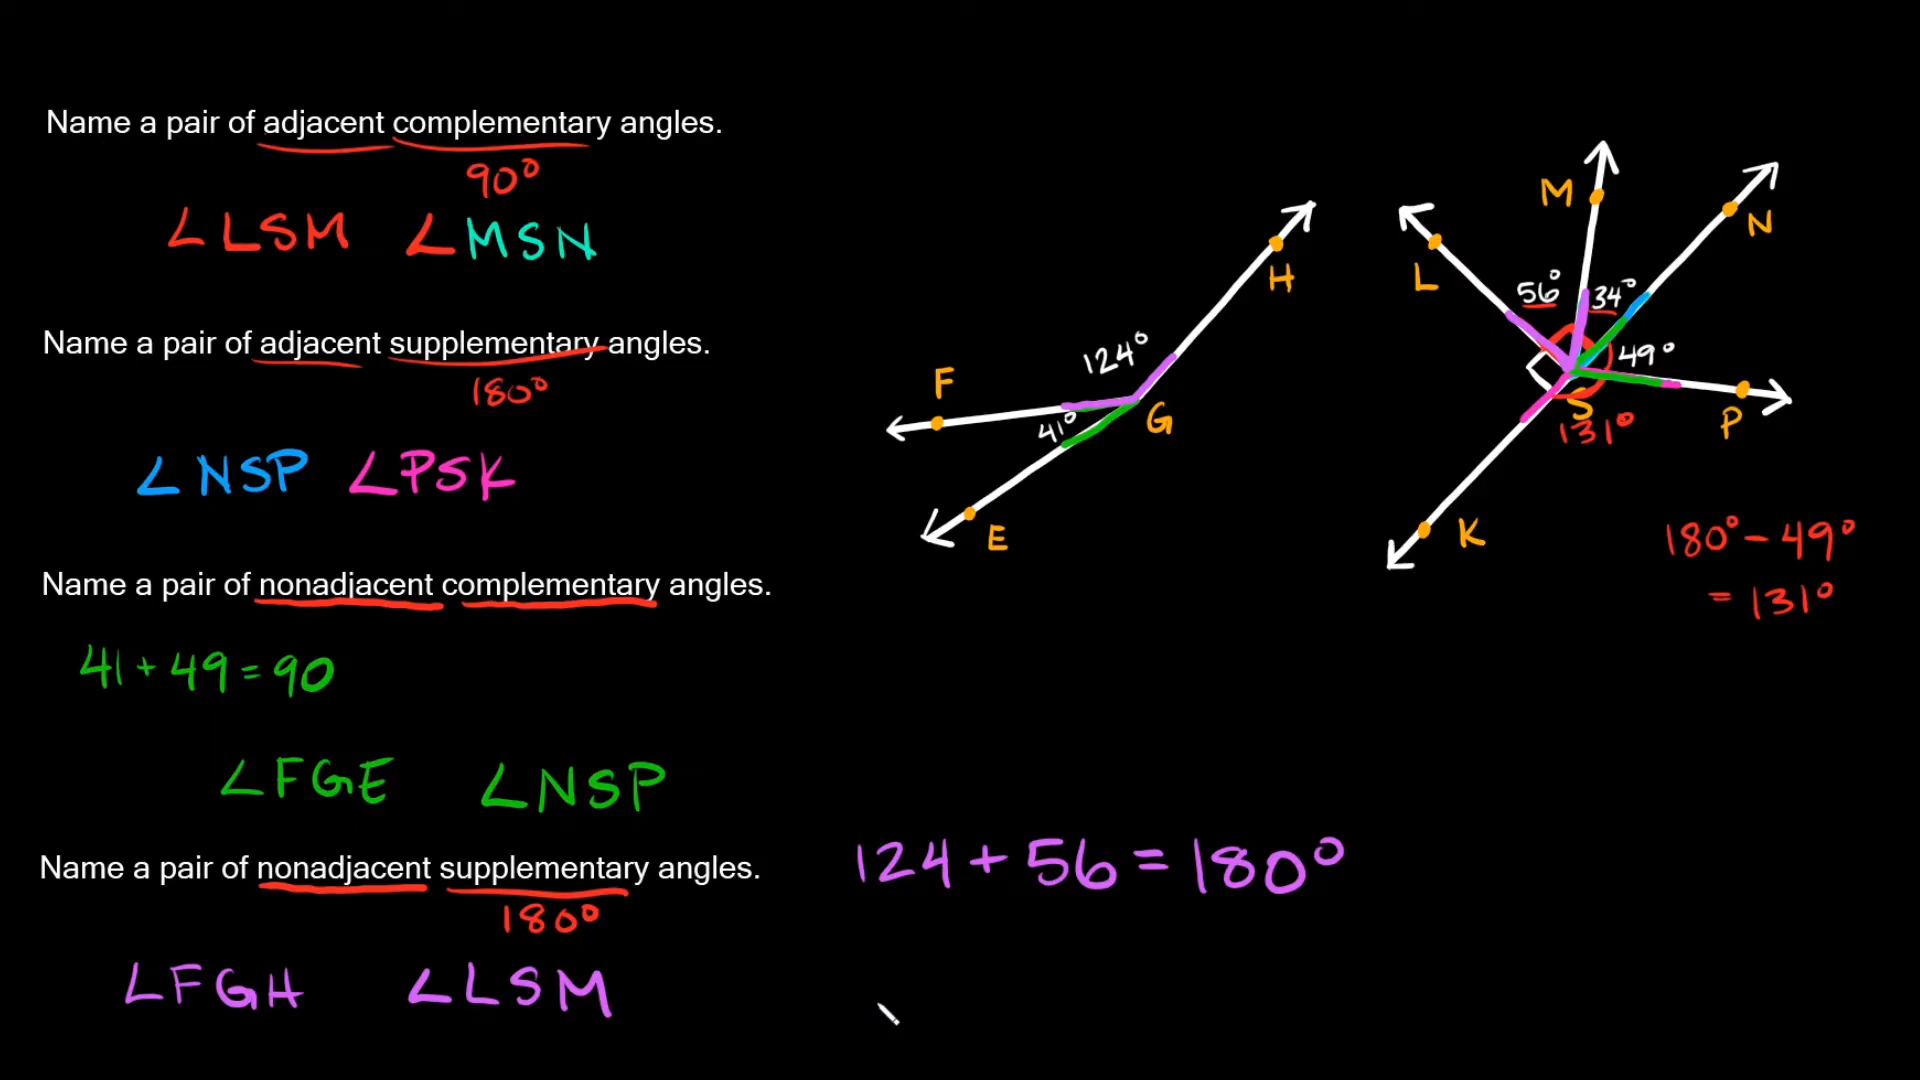 Name a pair of adjacent complementary angles.
90°
∠LSM ∠MSN
Name a pair of adjacent supplementary angles.
180°
∠NSP ∠PSK
Name a pair of nonadjacent complementary angles.
41 + 49 = 90
∠FGE ∠NSP
Name a pair of nonadjacent supplementary angles.
180°
∠FGH ∠LSM
124 + 56 = 180°
H
124°
F
41°
G
E
M
N
L
56°
34°
49°
S
P
131°
K
180° - 49°
= 131°